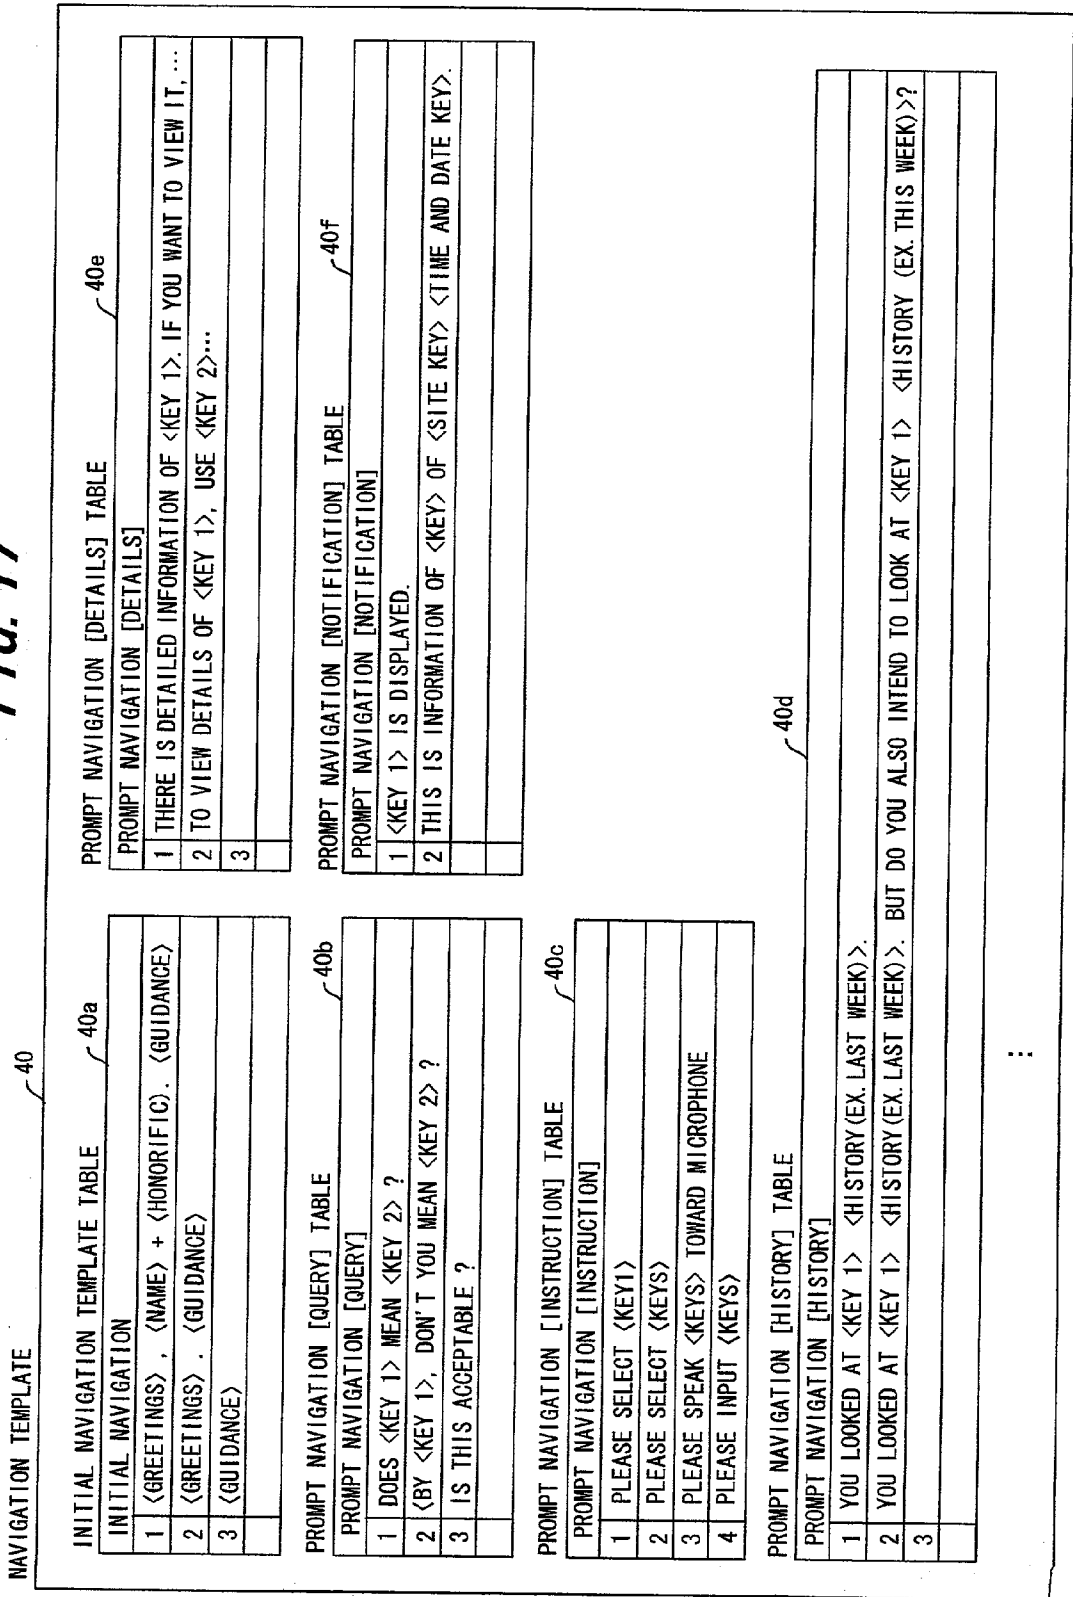 FIG. 17
NAVIGATION TEMPLATE
40
INITIAL NAVIGATION TEMPLATE TABLE
40a
INITIAL NAVIGATION
1 <GREETINGS>, <NAME> + <HONORIFIC>. <GUIDANCE>
2 <GREETINGS>. <GUIDANCE>
3 <GUIDANCE>
PROMPT NAVIGATION [QUERY] TABLE
40b
PROMPT NAVIGATION [QUERY]
1 DOES <KEY 1> MEAN <KEY 2> ?
2 <BY <KEY 1>, DON'T YOU MEAN <KEY 2> ?
3 IS THIS ACCEPTABLE ?
PROMPT NAVIGATION [INSTRUCTION] TABLE
40c
PROMPT NAVIGATION [INSTRUCTION]
1 PLEASE SELECT <KEY1>
2 PLEASE SELECT <KEYS>
3 PLEASE SPEAK <KEYS> TOWARD MICROPHONE
4 PLEASE INPUT <KEYS>
PROMPT NAVIGATION [HISTORY] TABLE
40d
PROMPT NAVIGATION [HISTORY]
1 YOU LOOKED AT <KEY 1> <HISTORY(EX. LAST WEEK)>.
2 YOU LOOKED AT <KEY 1> <HISTORY(EX. LAST WEEK)>. BUT DO YOU ALSO INTEND TO LOOK AT <KEY 1> <HISTORY (EX. THIS WEEK)>?
3
PROMPT NAVIGATION [DETAILS] TABLE
40e
PROMPT NAVIGATION [DETAILS]
1 THERE IS DETAILED INFORMATION OF <KEY 1>. IF YOU WANT TO VIEW IT, ...
2 TO VIEW DETAILS OF <KEY 1>, USE <KEY 2>...
3
PROMPT NAVIGATION [NOTIFICATION] TABLE
40f
PROMPT NAVIGATION [NOTIFICATION]
1 <KEY 1> IS DISPLAYED.
2 THIS IS INFORMATION OF <KEY> OF <SITE KEY> <TIME AND DATE KEY>.
...